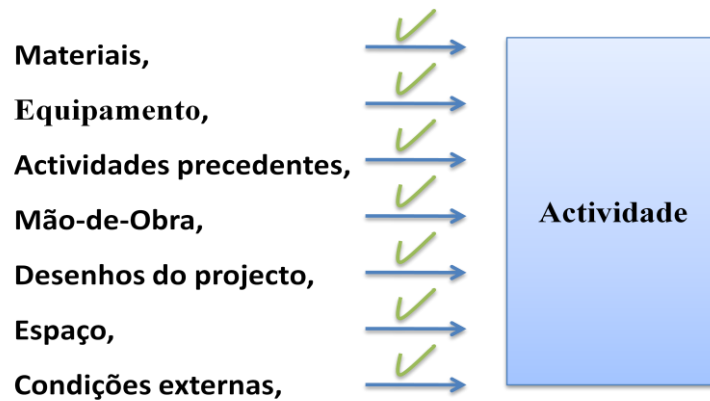 Materiais,
Equipamento,
Actividades precedentes,
Mão-de-Obra,
Desenhos do projecto,
Espaço,
Condições externas,
Actividade